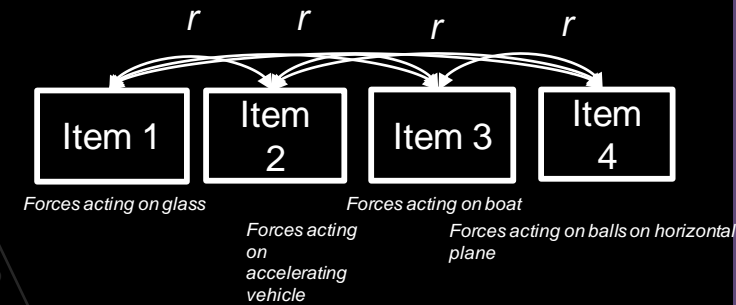 r r r r
Item 1
Item
2
Item 3
Item
4
Forces acting on glass
Forces acting
on
accelerating
vehicle
Forces acting on boat
Forces acting on balls on horizontal
plane